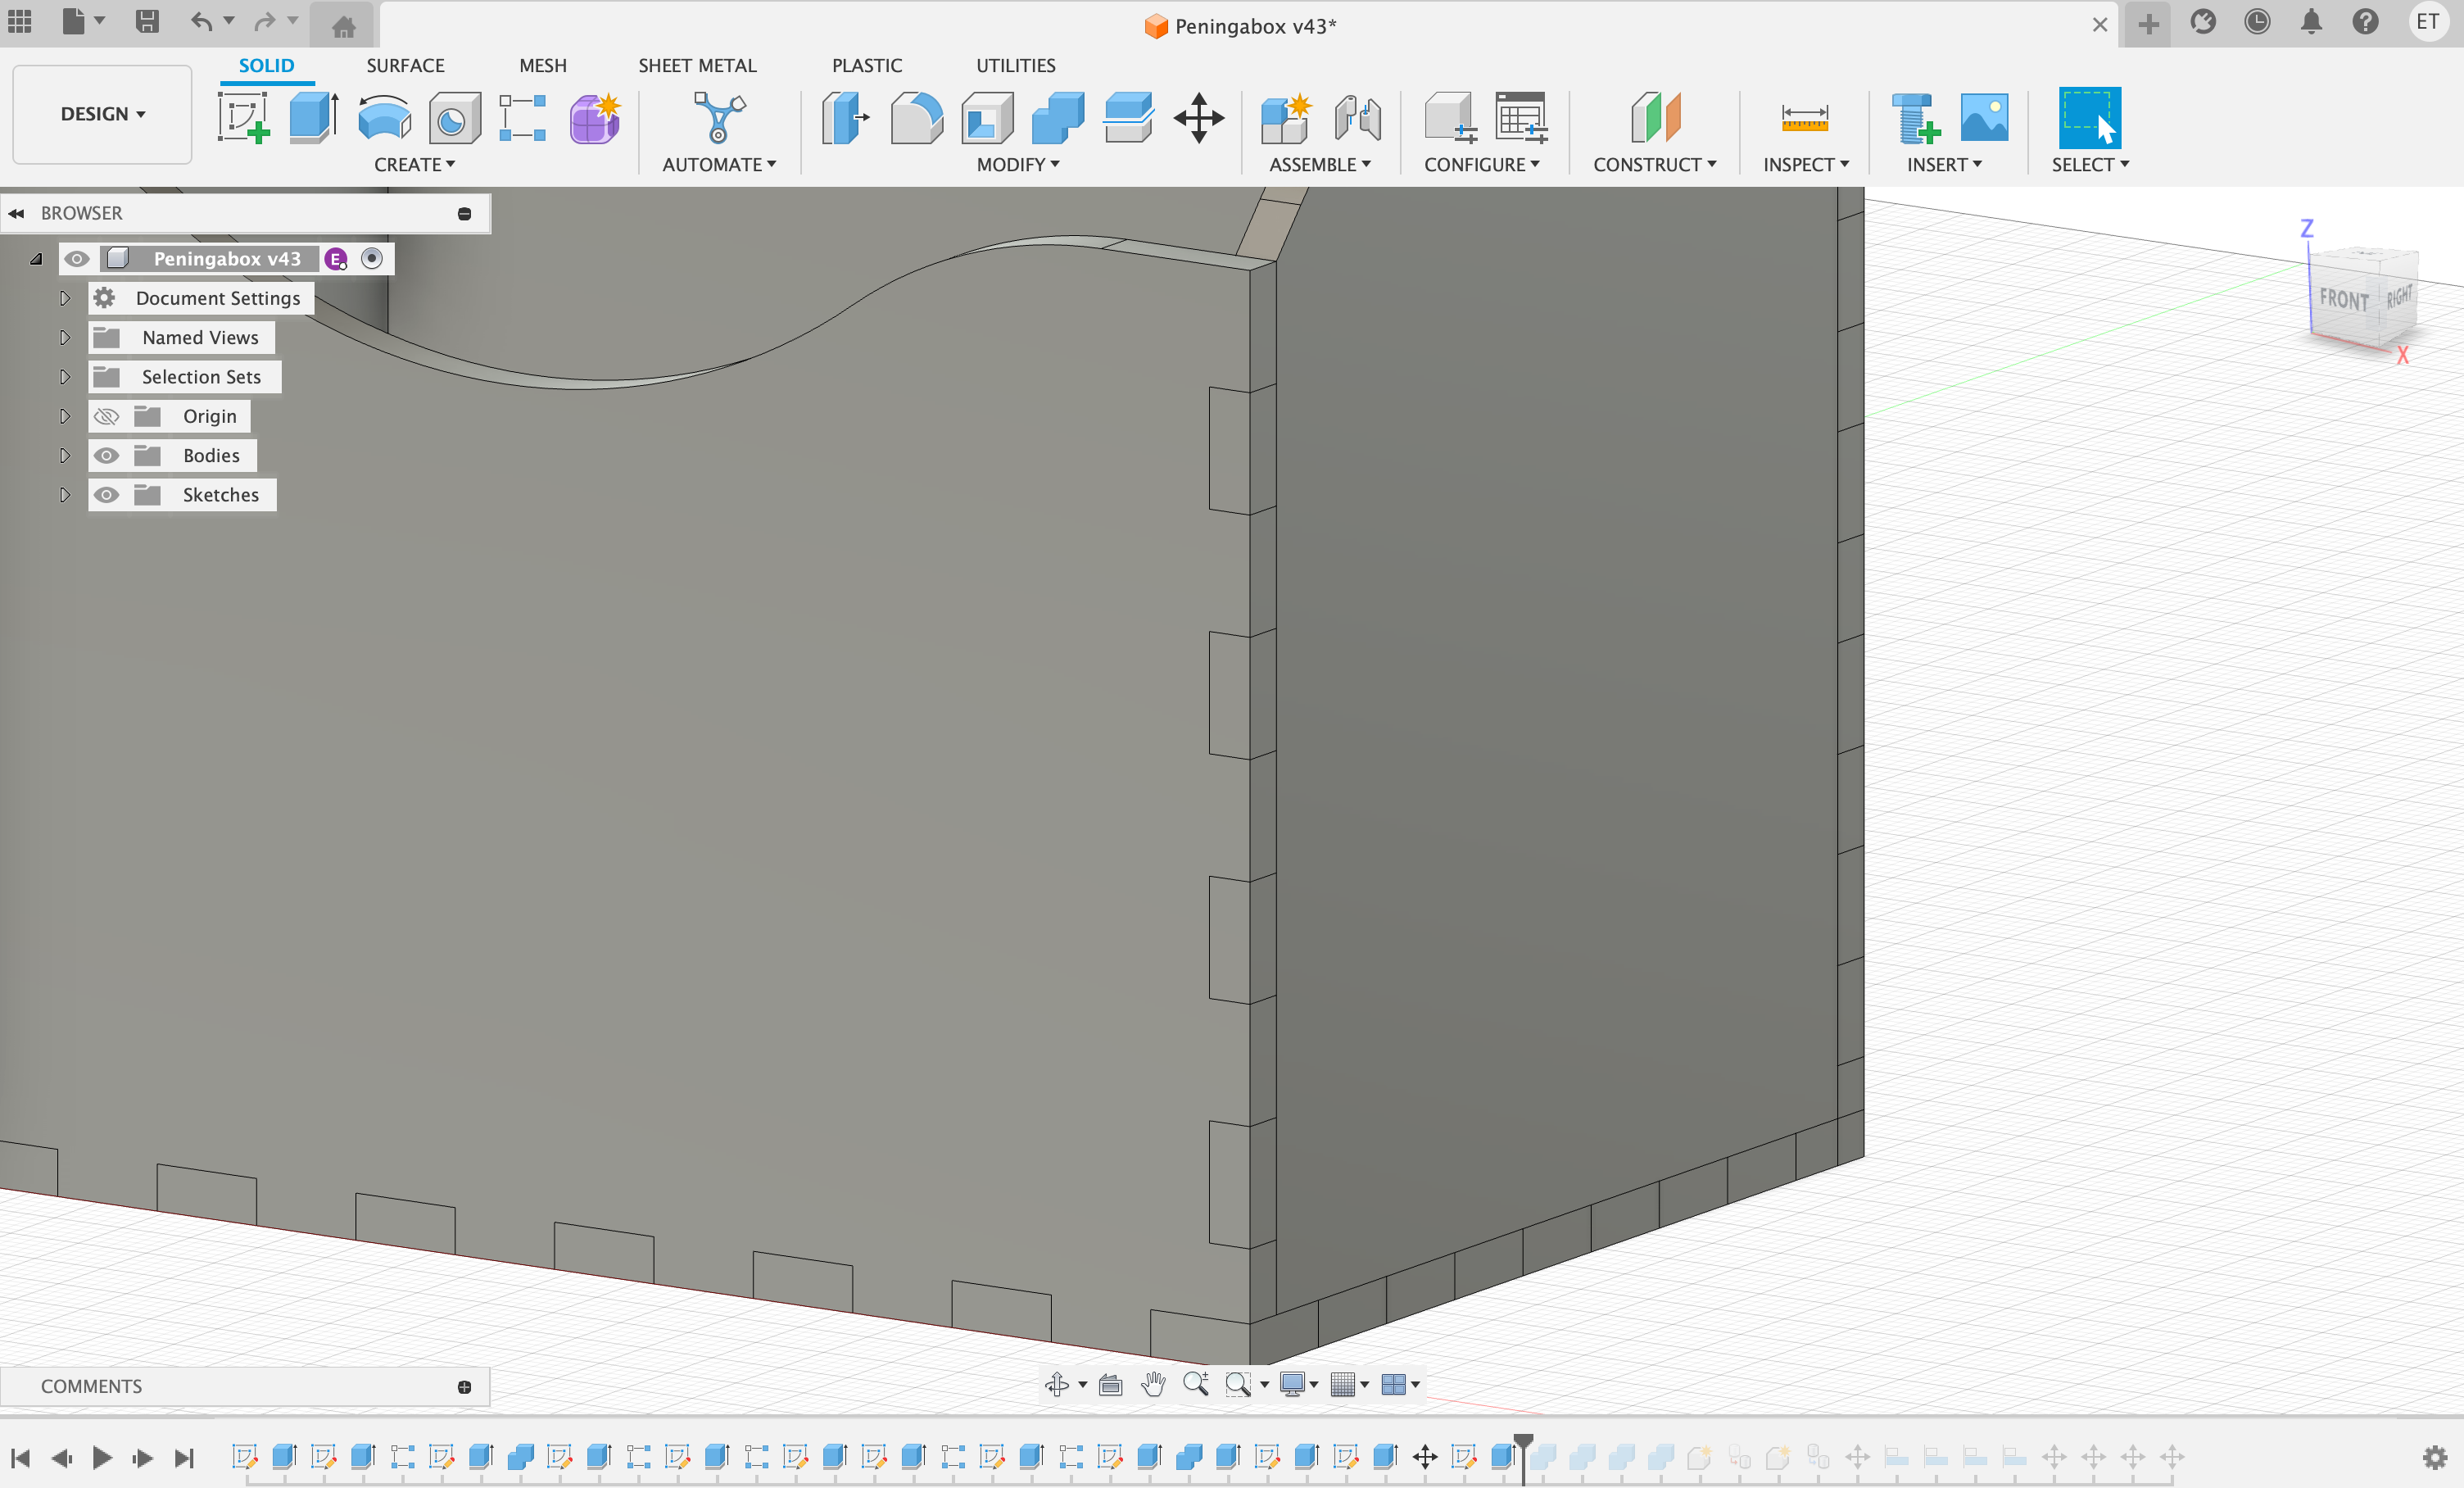 Peningabox v43*
ET
DESIGN
SOLID
SURFACE
MESH
SHEET METAL
PLASTIC
UTILITIES
CREATE
AUTOMATE
MODIFY
ASSEMBLE
CONFIGURE
CONSTRUCT
INSPECT
INSERT
SELECT
BROWSER
Peningabox v43
E
Document Settings
Named Views
Selection Sets
Origin
Bodies
Sketches
Z
FRONT
RIGHT
X
COMMENTS